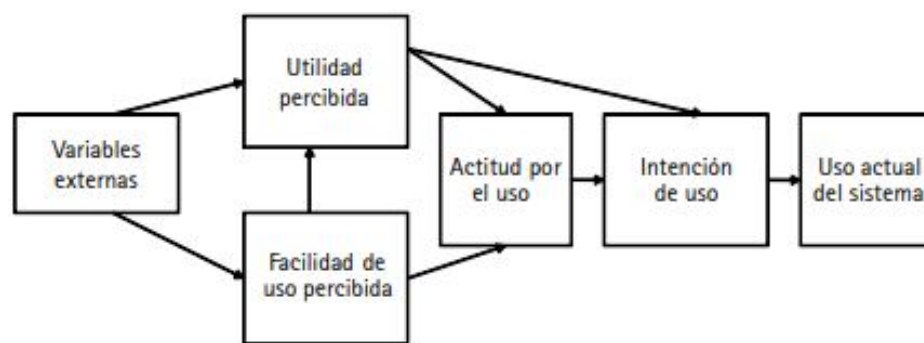 Utilidad
percibida
Variables
externas
Actitud por
el uso
Intención
de uso
Uso actual
del sistema
Facilidad de
uso percibida